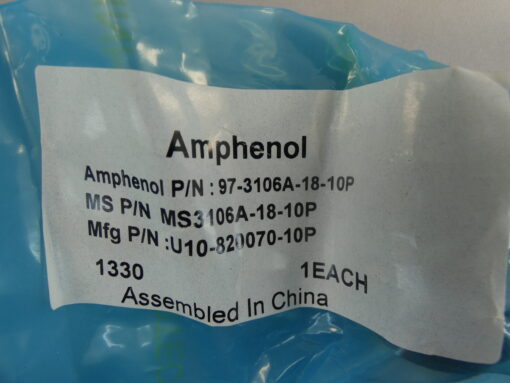 Amphenol
Amphenol P/N : 97-3106A-18-10P
MS P/N MS3106A-18-10P
Mfg P/N :U10-820070-10P
1330 1EACH
Assembled In China